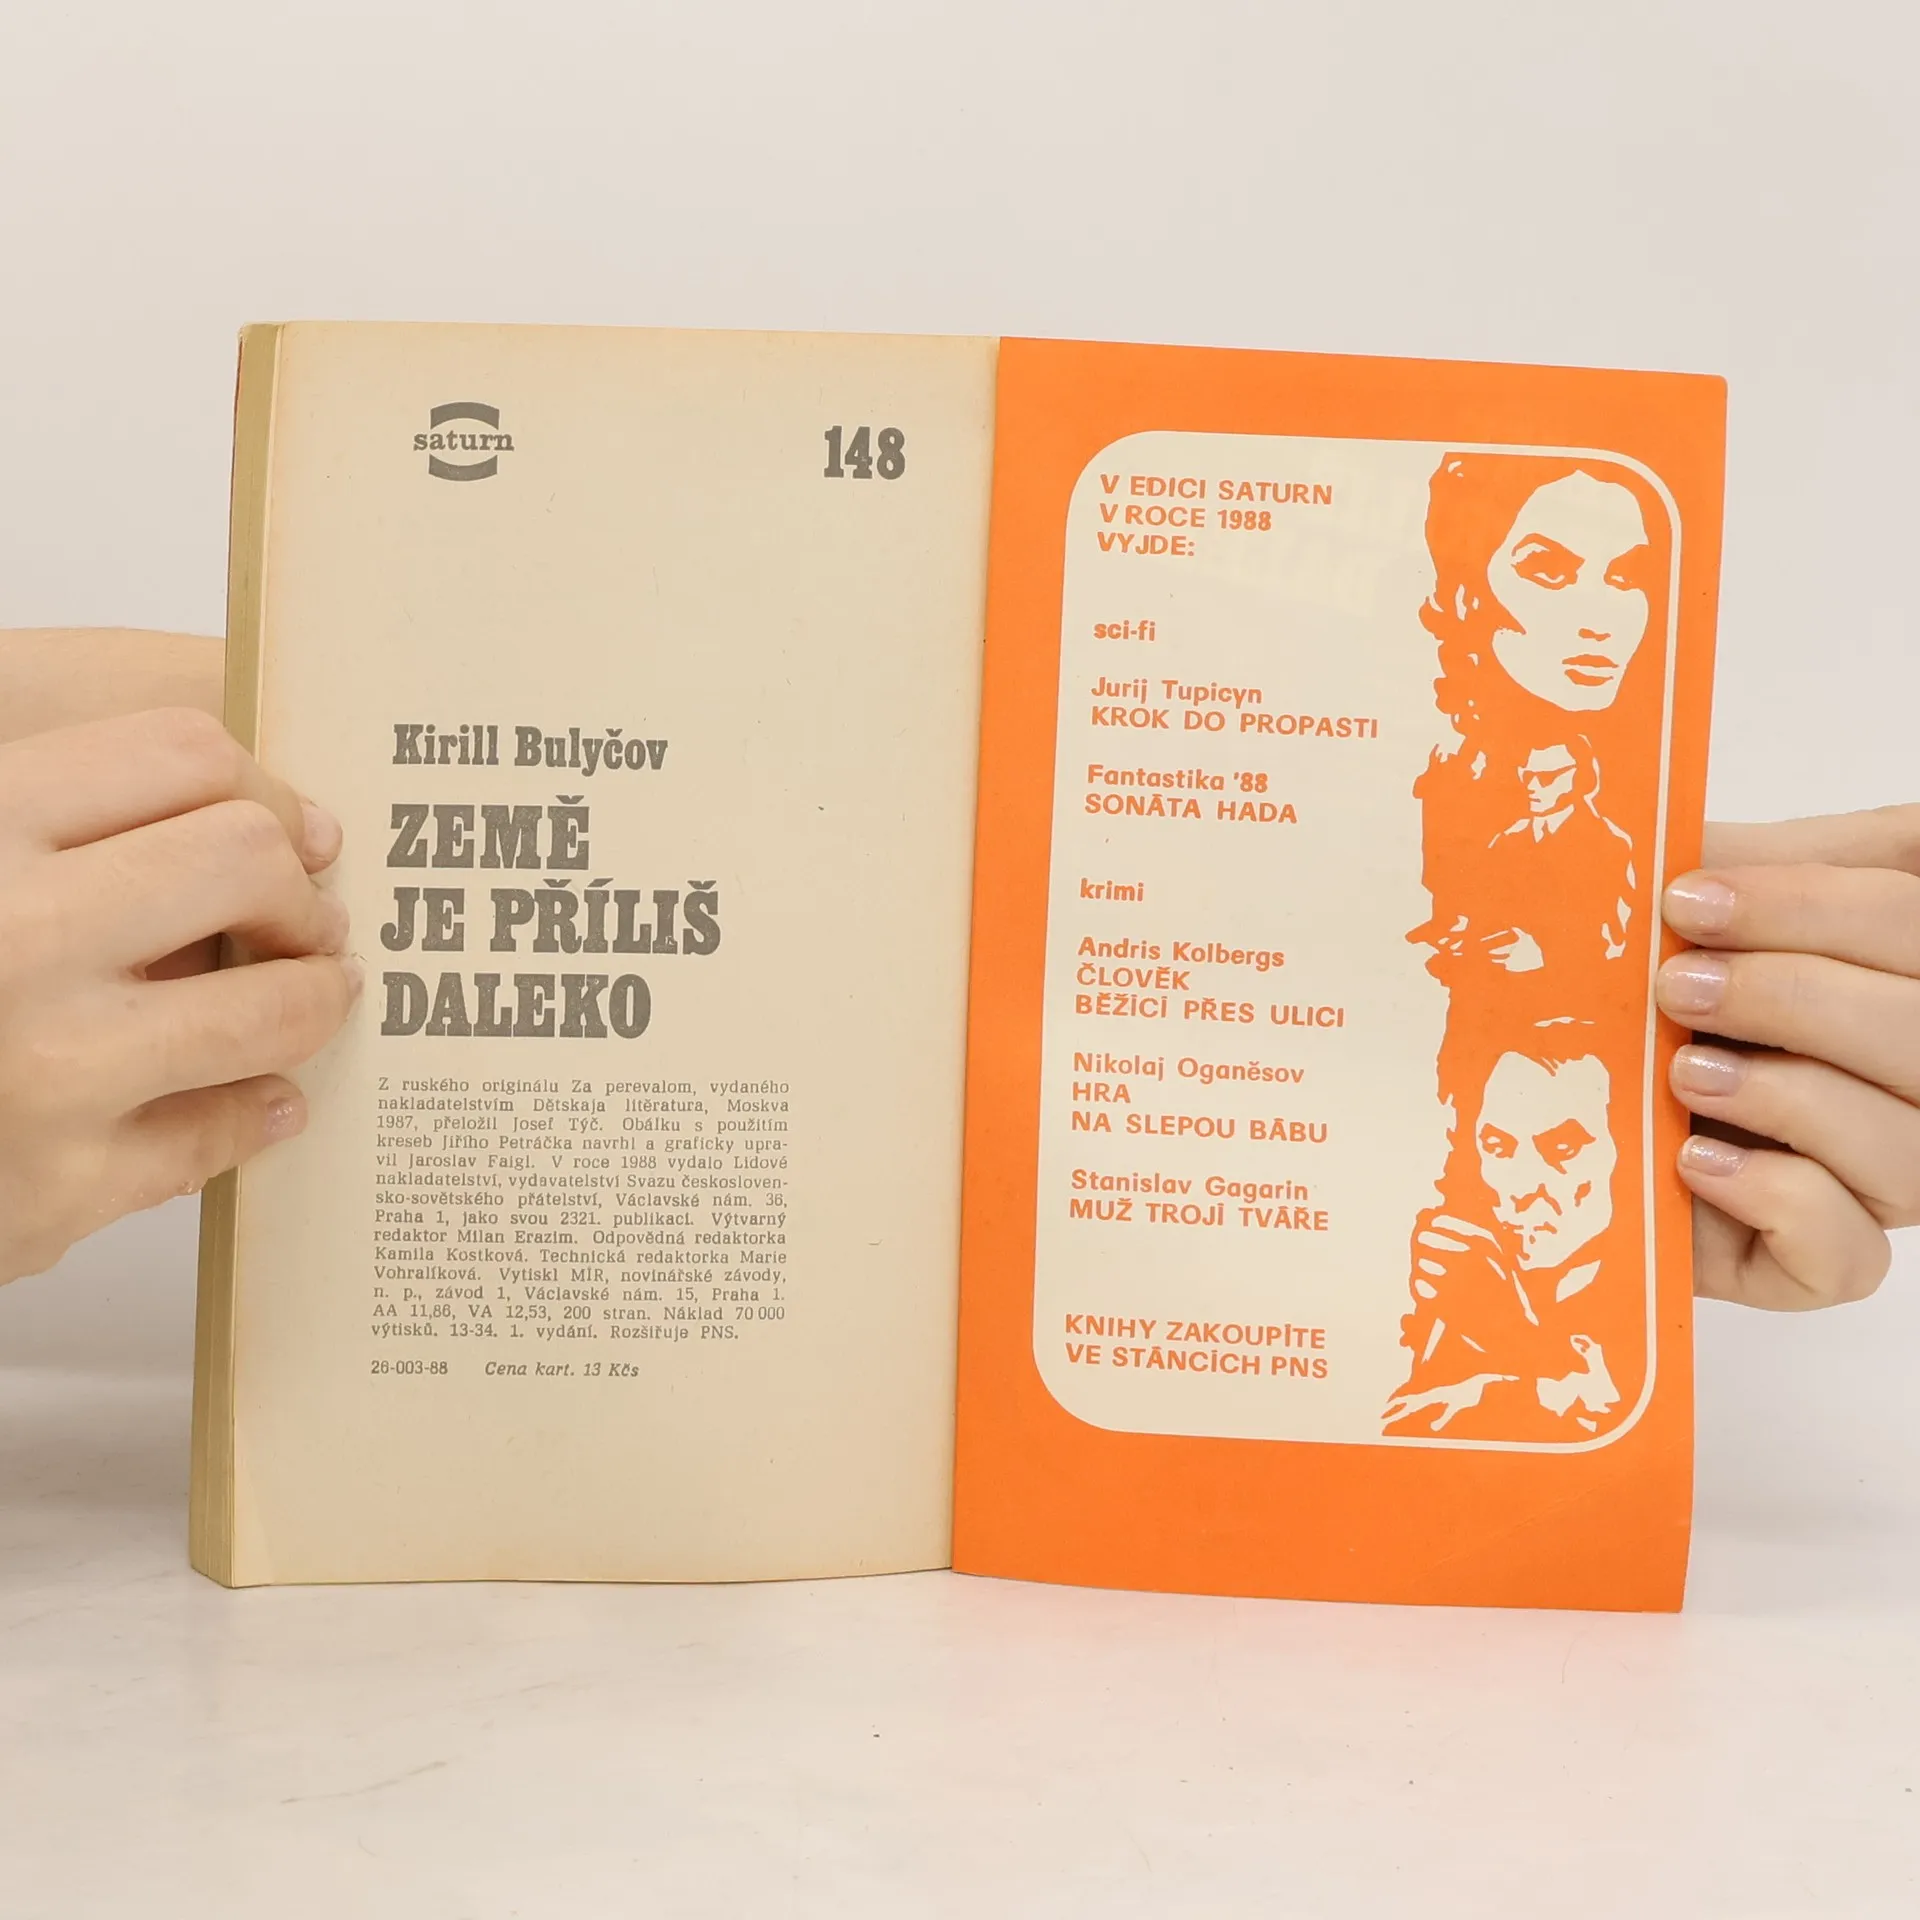 saturn
148
Kirill Bulyčov
ZEMĚ
JE PŘÍLIŠ
DALEKO
Z ruského originálu Za perevalom, vydaného
nakladatelstvím Dětskaja litěratura, Moskva
1987, přeložil Josef Týč. Obálku s použitím
kreseb Jiřího Petráčka navrhl a graficky upra-
vil Jaroslav Faigl. V roce 1988 vydalo Lidové
nakladatelství, vydavatelství Svazu českosloven-
sko-sovětského přátelství, Václavské nám. 36,
Praha 1, jako svou 2321. publikaci. Výtvarný
redaktor Milan Erazim. Odpovědná redaktorka
Kamila Kostková. Technická redaktorka Marie
Vohralíková. Vytiskl MÍR, novinářské závody,
n. p., závod 1, Václavské nám. 15, Praha 1.
AA 11,86, VA 12,53, 200 stran. Náklad 70 000
výtisků. 13-34. 1. vydání. Rozšiřuje PNS.
26-003-88 Cena kart. 13 Kčs
V EDICI SATURN
V ROCE 1988
VYJDE:
sci-fi
Jurij Tupicyn
KROK DO PROPASTI
Fantastika '88
SONÁTA HADA
krimi
Andris Kolbergs
ČLOVĚK
BĚŽÍCÍ PŘES ULICI
Nikolaj Oganěsov
HRA
NA SLEPOU BÁBU
Stanislav Gagarin
MUŽ TROJÍ TVÁŘE
KNIHY ZAKOUPÍTE
VE STÁNCÍCH PNS